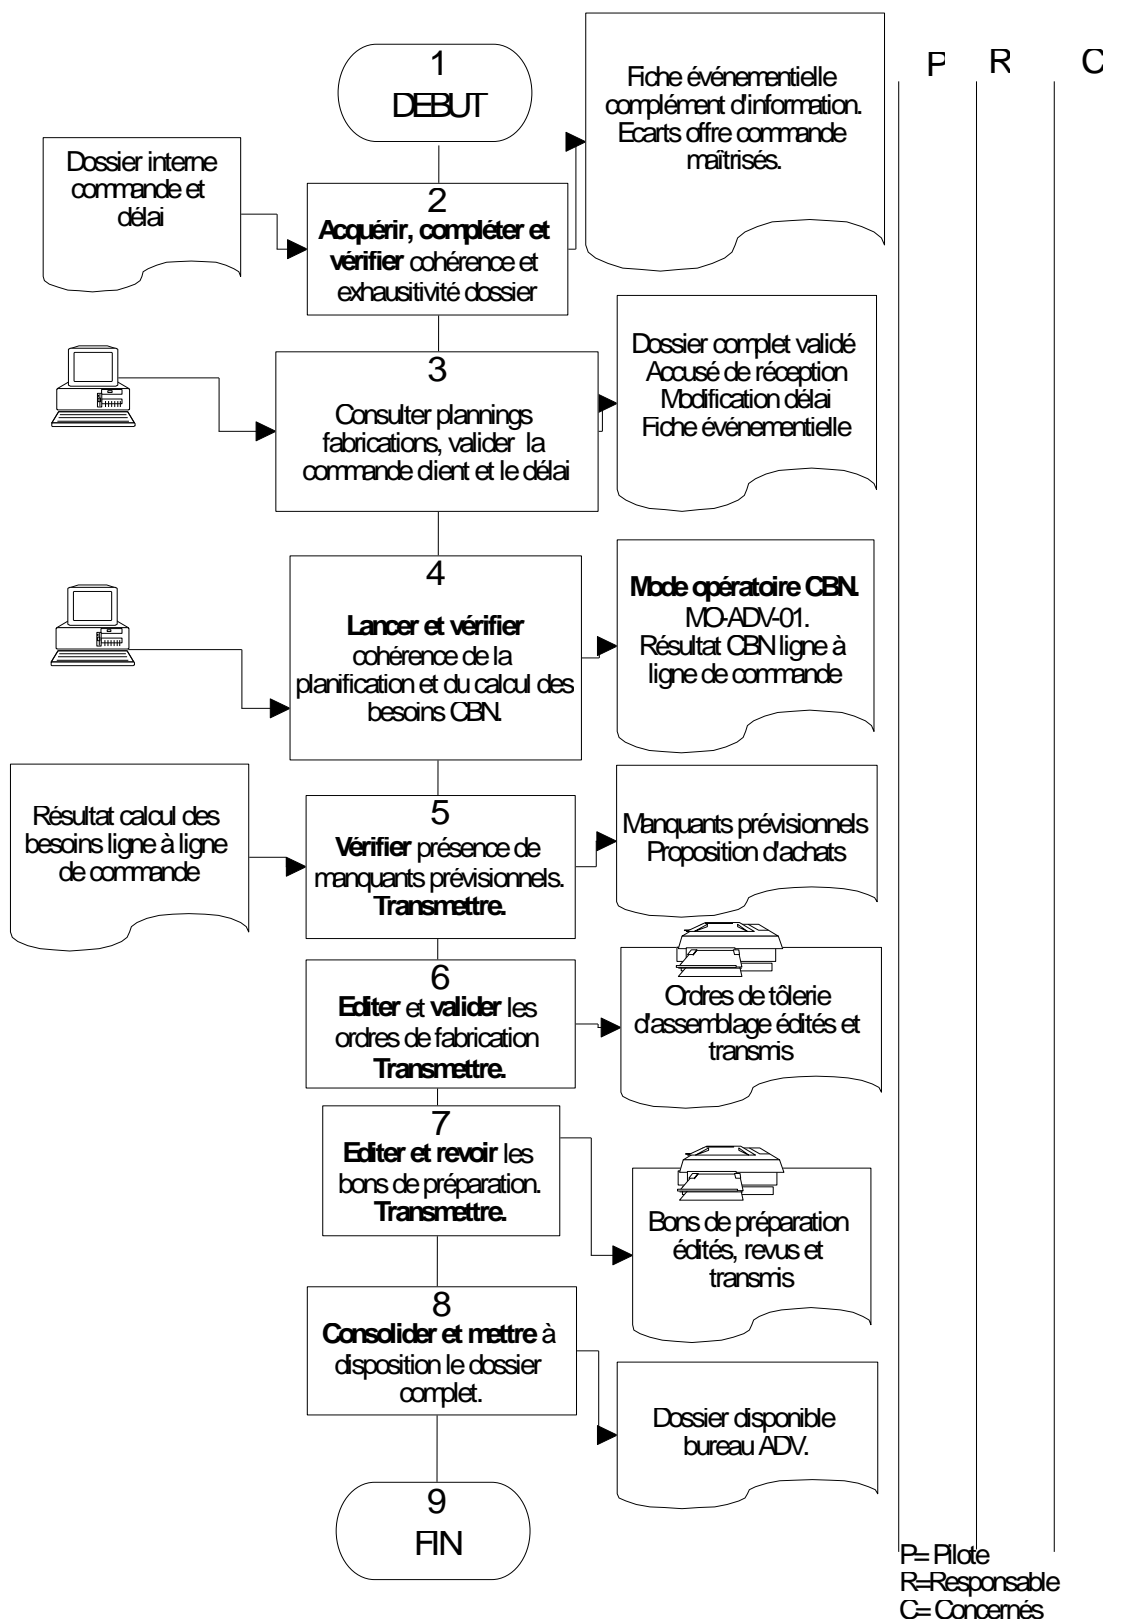 1
DEBUT
Fiche événementielle
complément d'information.
Ecarts offre commande
maîtrisés.
P
R
C
Dossier interne
commande et
délai
2
Acquérir, compléter et
vérifier cohérence et
exhausitivité dossier
3
Consulter plannings
fabrications, valider la
commande client et le délai
Dossier complet validé
Accusé de réception
Modification délai
Fiche événementielle
4
Lancer et vérifier
cohérence de la
planification et du calcul des
besoins CBN.
Mode opératoire CBN.
MO-ADV-01.
Résultat CBN ligne à
ligne de commande
Résultat calcul des
besoins ligne à ligne
de commande
5
Vérifier présence de
manquants prévisionnels.
Transmettre.
Manquants prévisionnels
Proposition d'achats
6
Editer et valider les
ordres de fabrication
Transmettre.
Ordres de tôlerie
d'assemblage édités et
transmis
7
Editer et revoir les
bons de préparation.
Transmettre.
Bons de préparation
édités, revus et
transmis
8
Consolider et mettre à
disposition le dossier
complet.
Dossier disponible
bureau ADV.
9
FIN
P= Pilote
R=Responsable
C= Concernés